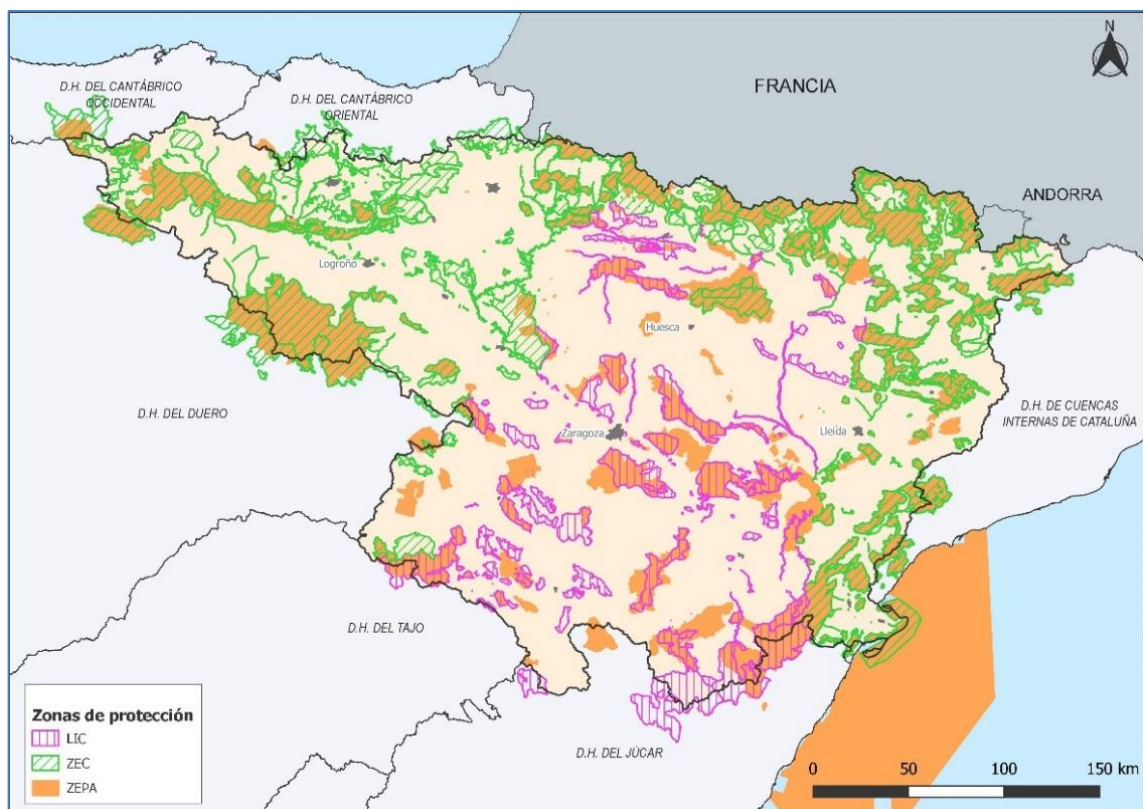 N
D.H. DEL CANTÁBRICO
OCCIDENTAL
D.H. DEL CANTÁBRICO
ORIENTAL
FRANCIA
ANDORRA
Logroño
Huesca
D.H. DEL DUERO
D.H. DE CUENCAS
INTERNAS DE CATALUÑA
Zaragoza
Lleida
D.H. DEL TAJO
D.H. DEL JÚCAR
Zonas de protección
LIC
ZEC
ZEPA
0 50 100 150 km